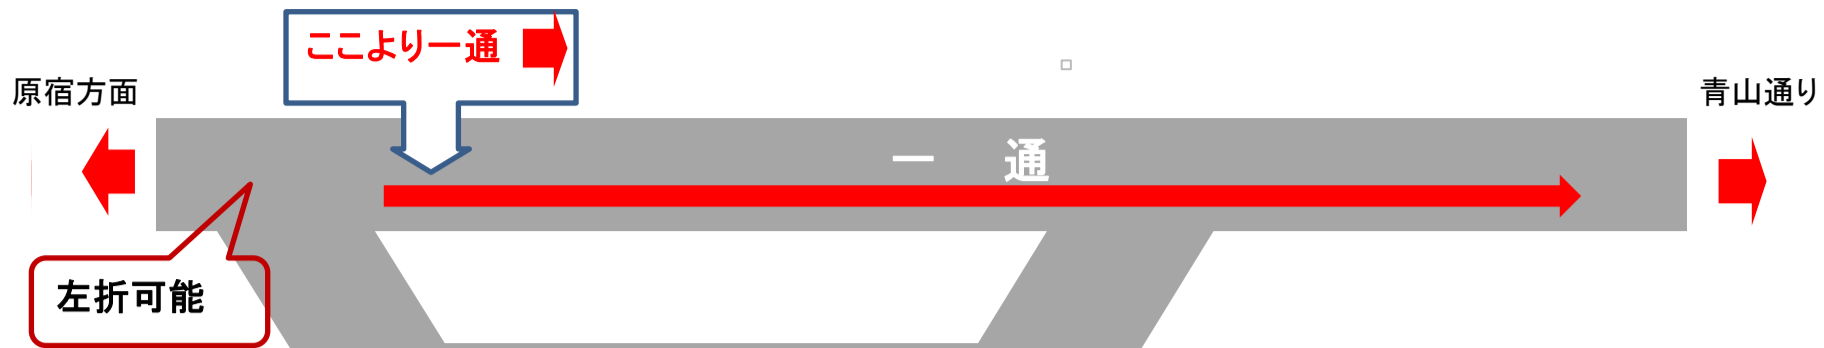 ここより一通
原宿方面
青山通り
一 通
左折可能